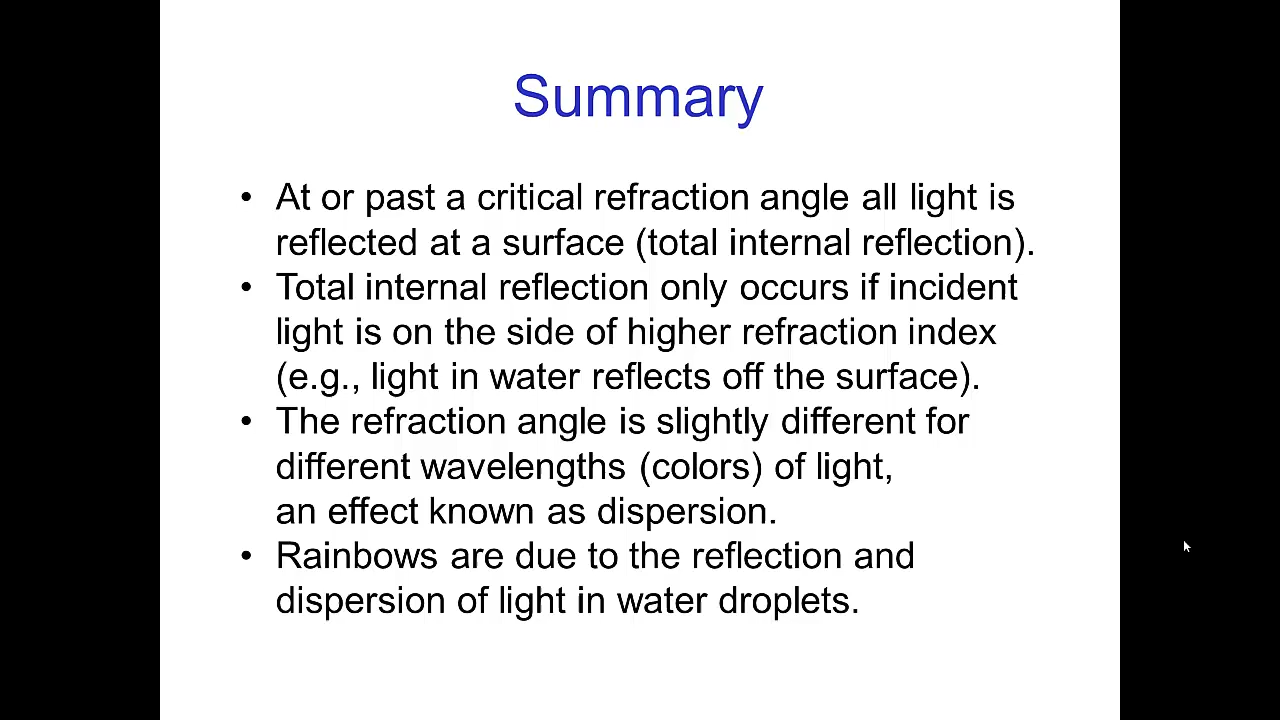 Summary
• At or past a critical refraction angle all light is
reflected at a surface (total internal reflection).
• Total internal reflection only occurs if incident
light is on the side of higher refraction index
(e.g., light in water reflects off the surface).
• The refraction angle is slightly different for
different wavelengths (colors) of light,
an effect known as dispersion.
• Rainbows are due to the reflection and
dispersion of light in water droplets.